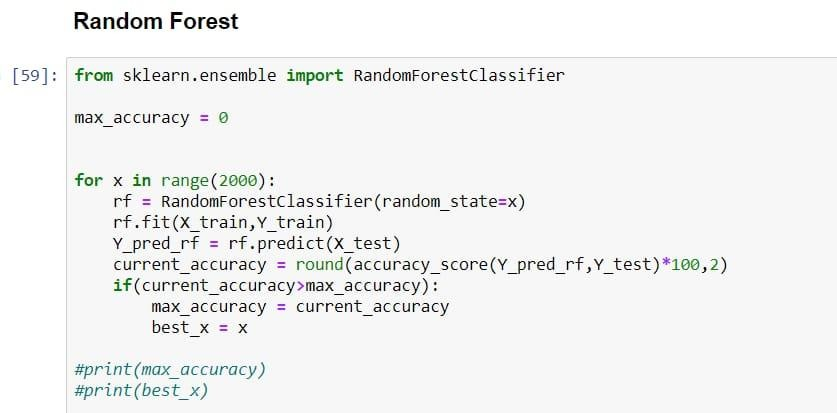 Random Forest
[59]: from sklearn.ensemble import RandomForestClassifier
max_accuracy = 0
for x in range(2000):
    rf = RandomForestClassifier(random_state=x)
    rf.fit(X_train,Y_train)
    Y_pred_rf = rf.predict(X_test)
    current_accuracy = round(accuracy_score(Y_pred_rf,Y_test)*100,2)
    if(current_accuracy>max_accuracy):
        max_accuracy = current_accuracy
        best_x = x
#print(max_accuracy)
#print(best_x)